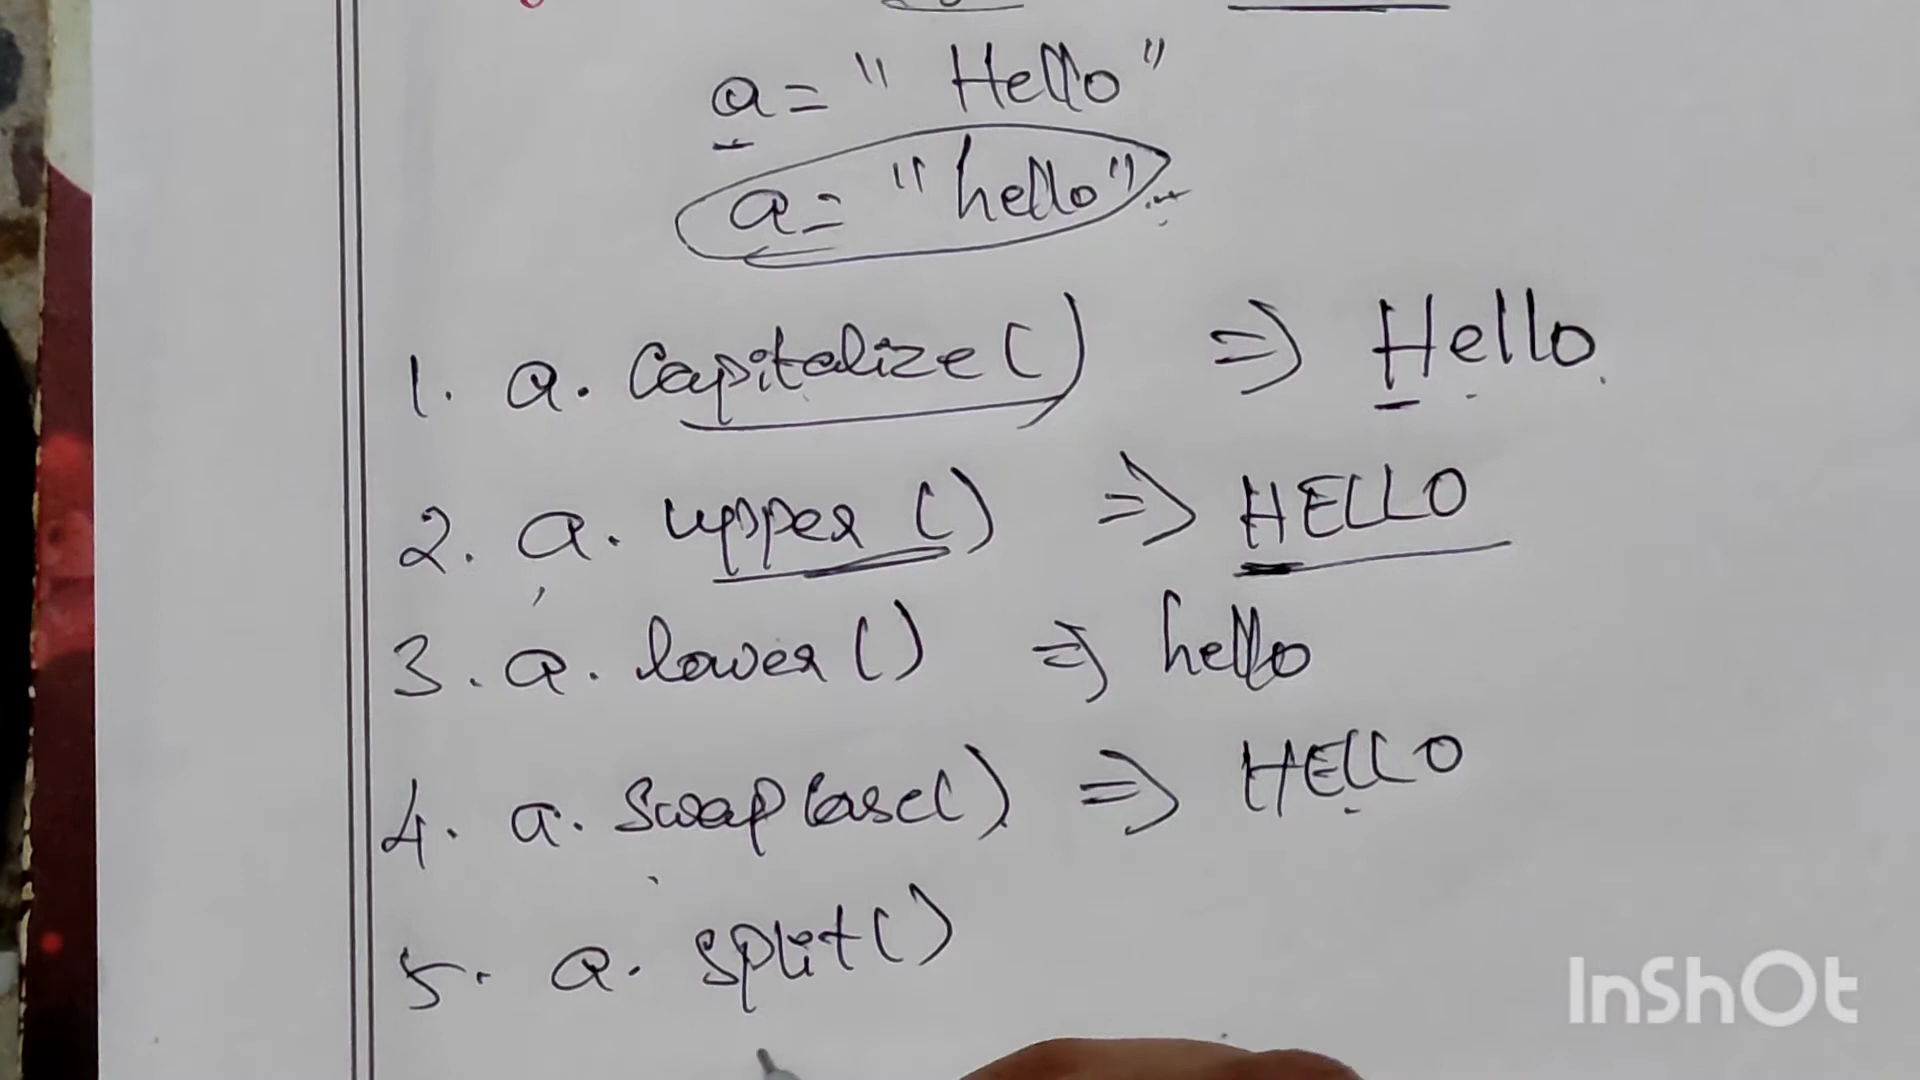 a = "Hello"
a = "hello"
1. a. Capitalize() => Hello
2. a. upper() => HELLO
3. a. lower() => hello
4. a. Swapcase() => HELLO
5. a. split()
InShOt